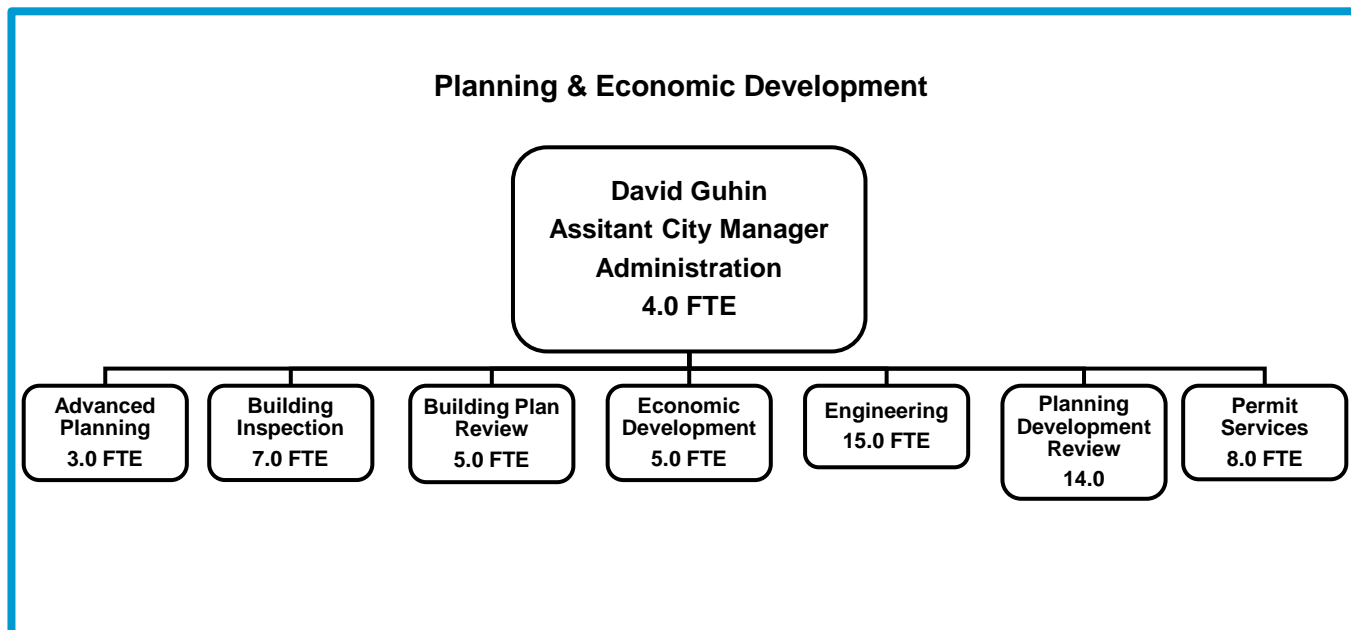 Planning & Economic Development
David Guhin
Assitant City Manager
Administration
4.0 FTE
Advanced
Planning
3.0 FTE
Building
Inspection
7.0 FTE
Building Plan
Review
5.0 FTE
Economic
Development
5.0 FTE
Engineering
15.0 FTE
Planning
Development
Review
14.0
Permit
Services
8.0 FTE